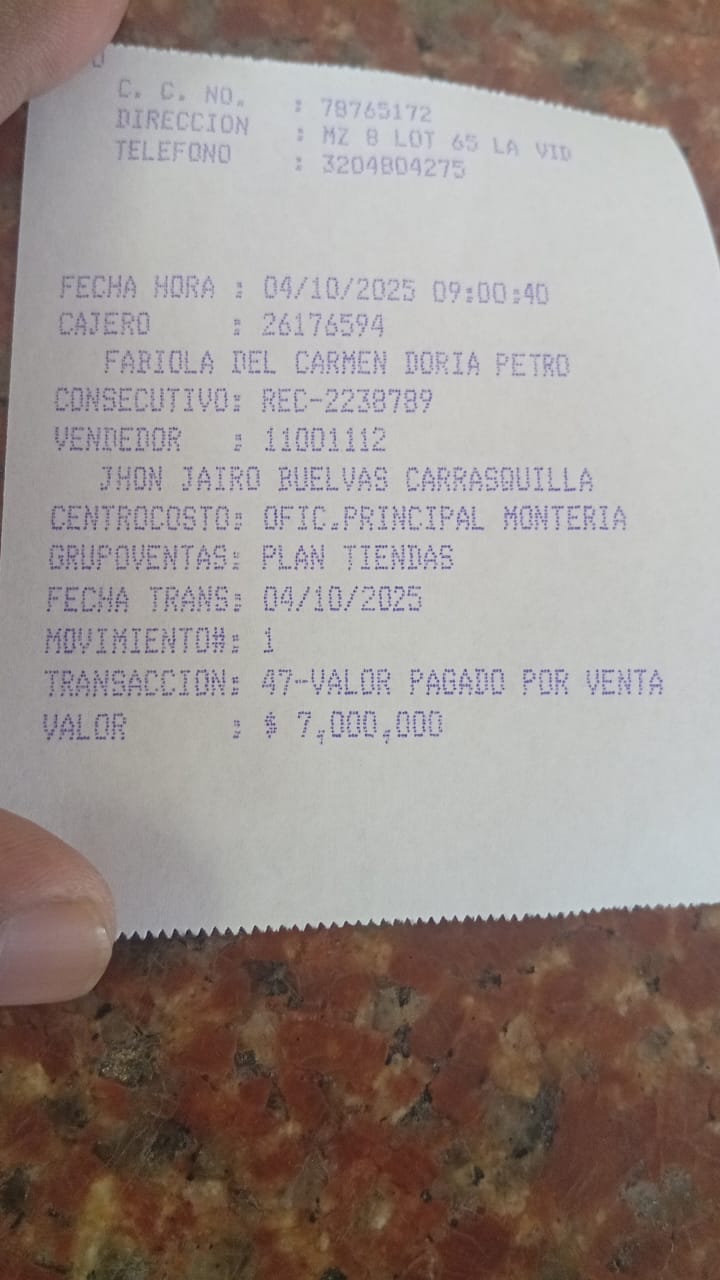 C. C. NO. : 78765172
DIRECCION : MZ 8 LOT 65 LA VID
TELEFONO : 3204804275
FECHA HORA : 04/10/2025 09:00:40
CAJERO : 26176594
FABIOLA DEL CARMEN DORIA PETRO
CONSECUTIVO: REC-2238789
VENDEDOR : 11001112
JHON JAIRO BUELVAS CARRASQUILLA
CENTROCOSTO: OFIC.PRINCIPAL MONTERIA
GRUPOVENTAS: PLAN TIENDAS
FECHA TRANS: 04/10/2025
MOVIMIENTO#: 1
TRANSACCION: 47-VALOR PAGADO POR VENTA
VALOR : $ 7,000,000